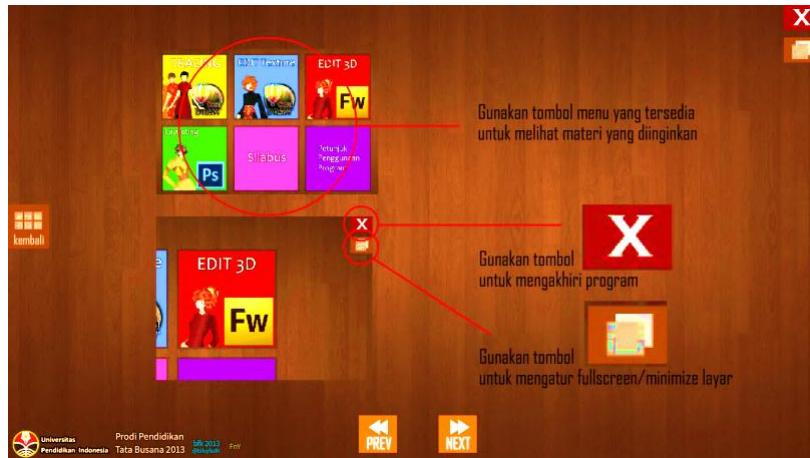 X
TRACING
EDIT Texture
EDIT 3D
Fw
Gunakan tombol menu yang tersedia
untuk melihat materi yang diinginkan
Ps
Silabus
Petunjuk
Penggunaan
Program
kembali
X
EDIT 3D
Fw
X
Gunakan tombol
untuk mengakhiri program
Gunakan tombol
untuk mengatur fullscreen/minimize layar
PREV
NEXT
Universitas
Pendidikan Indonesia
Prodi Pendidikan
Tata Busana 2013